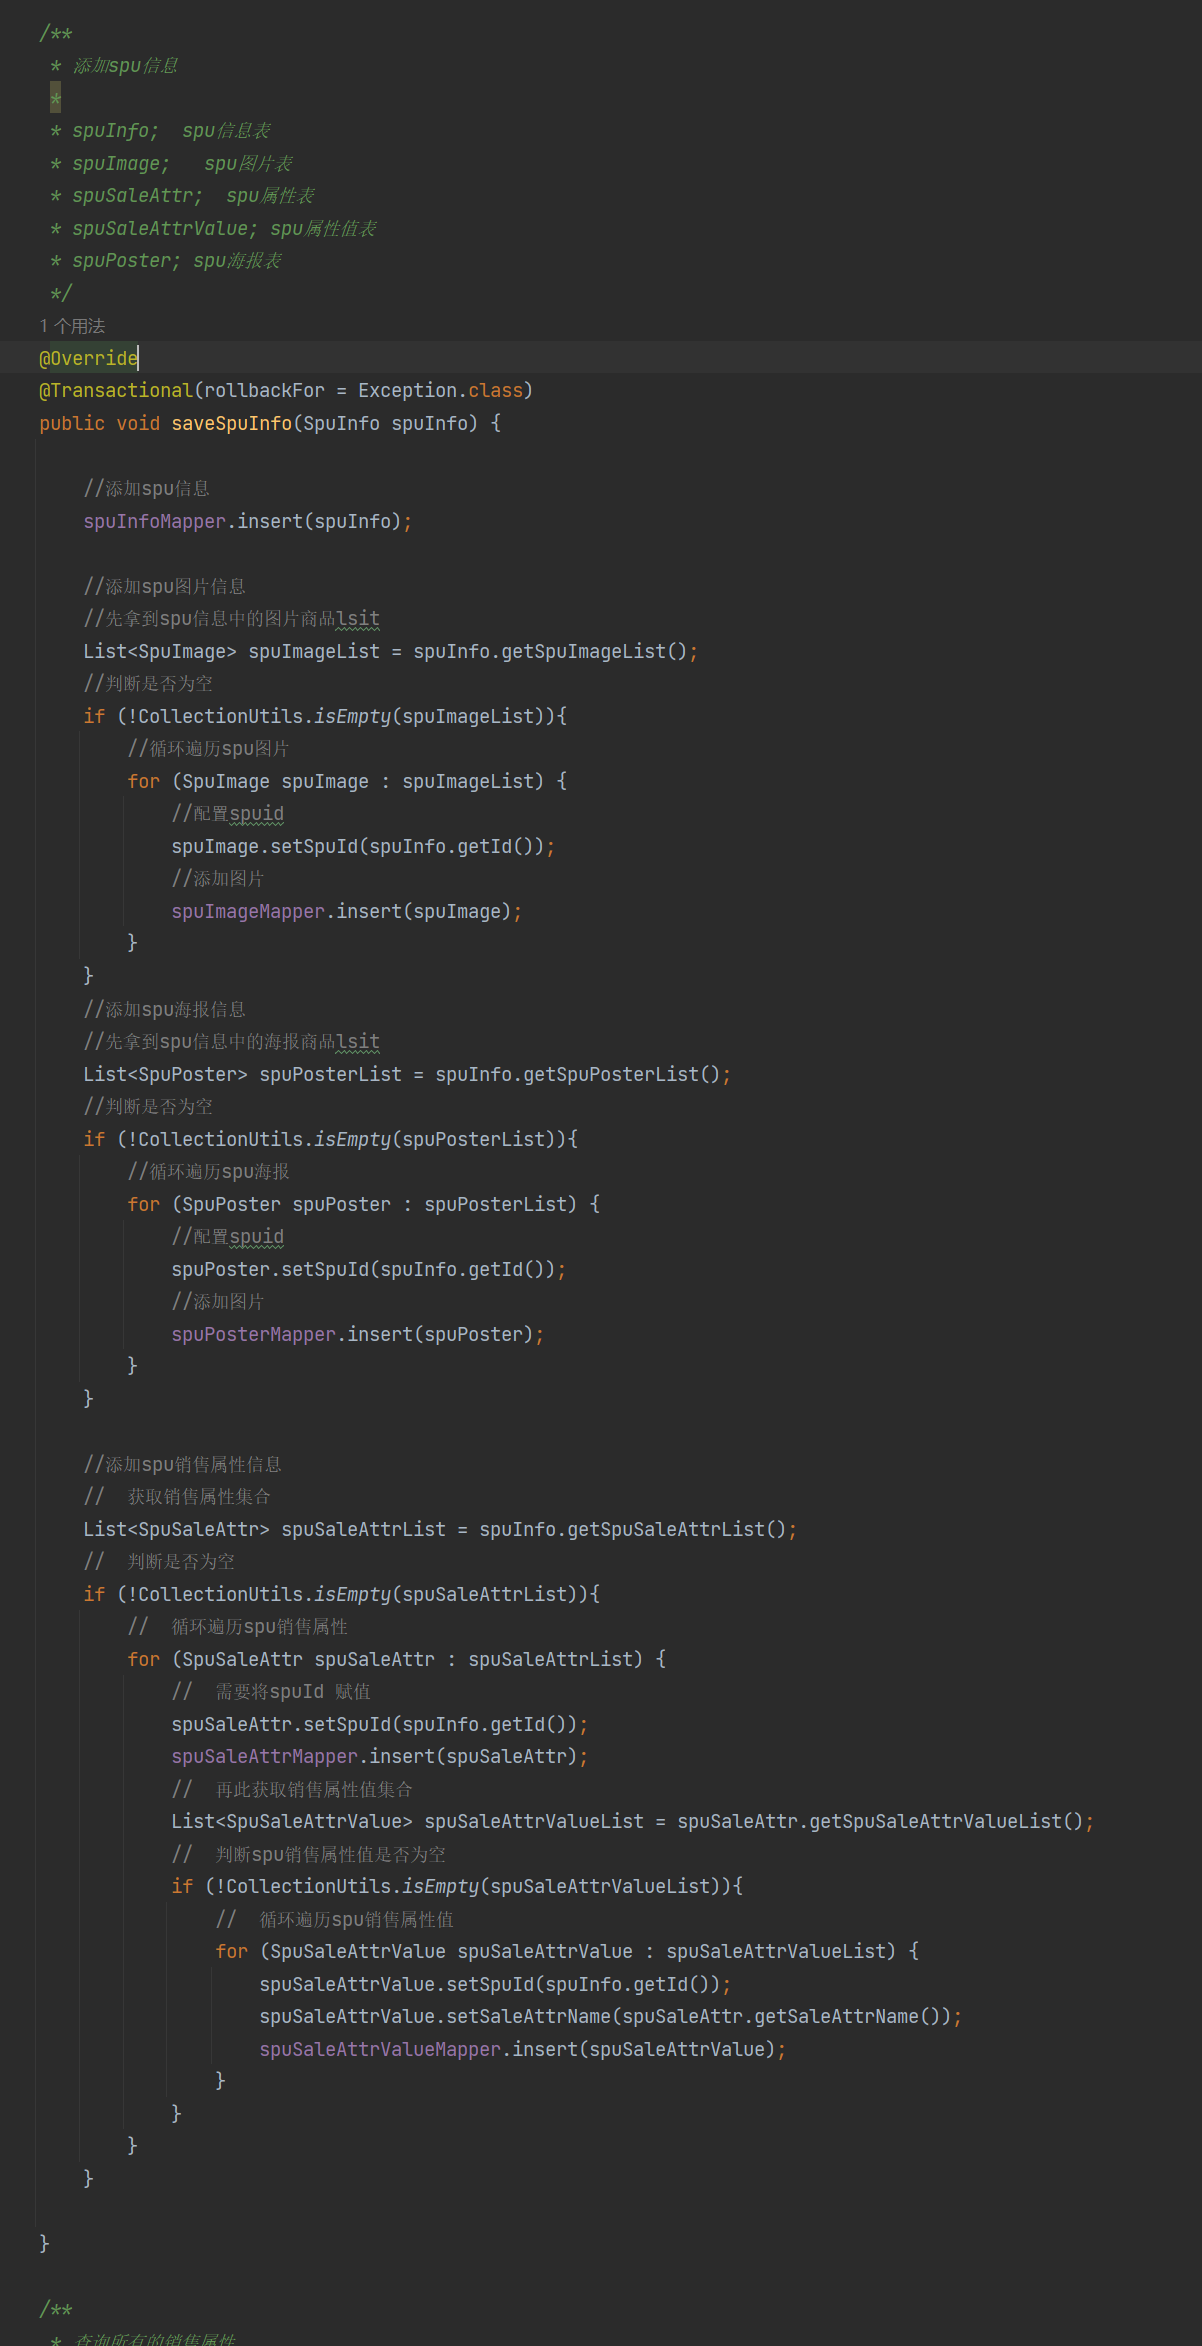 /**
 * 添加spu信息
 *
 * spuInfo;  spu信息表
 * spuImage;   spu图片表
 * spuSaleAttr;  spu属性表
 * spuSaleAttrValue; spu属性值表
 * spuPoster; spu海报表
 */
1 个用法
@Override
@Transactional(rollbackFor = Exception.class)
public void saveSpuInfo(SpuInfo spuInfo) {
    //添加spu信息
    spuInfoMapper.insert(spuInfo);
    //添加spu图片信息
    //先拿到spu信息中的图片商品lsit
    List<SpuImage> spuImageList = spuInfo.getSpuImageList();
    //判断是否为空
    if (!CollectionUtils.isEmpty(spuImageList)){
        //循环遍历spu图片
        for (SpuImage spuImage : spuImageList) {
            //配置spuid
            spuImage.setSpuId(spuInfo.getId());
            //添加图片
            spuImageMapper.insert(spuImage);
        }
    }
    //添加spu海报信息
    //先拿到spu信息中的海报商品lsit
    List<SpuPoster> spuPosterList = spuInfo.getSpuPosterList();
    //判断是否为空
    if (!CollectionUtils.isEmpty(spuPosterList)){
        //循环遍历spu海报
        for (SpuPoster spuPoster : spuPosterList) {
            //配置spuid
            spuPoster.setSpuId(spuInfo.getId());
            //添加图片
            spuPosterMapper.insert(spuPoster);
        }
    }
    //添加spu销售属性信息
    //  获取销售属性集合
    List<SpuSaleAttr> spuSaleAttrList = spuInfo.getSpuSaleAttrList();
    //  判断是否为空
    if (!CollectionUtils.isEmpty(spuSaleAttrList)){
        //  循环遍历spu销售属性
        for (SpuSaleAttr spuSaleAttr : spuSaleAttrList) {
            //  需要将spuId 赋值
            spuSaleAttr.setSpuId(spuInfo.getId());
            spuSaleAttrMapper.insert(spuSaleAttr);
            //  再此获取销售属性值集合
            List<SpuSaleAttrValue> spuSaleAttrValueList = spuSaleAttr.getSpuSaleAttrValueList();
            //  判断spu销售属性值是否为空
            if (!CollectionUtils.isEmpty(spuSaleAttrValueList)){
                //  循环遍历spu销售属性值
                for (SpuSaleAttrValue spuSaleAttrValue : spuSaleAttrValueList) {
                    spuSaleAttrValue.setSpuId(spuInfo.getId());
                    spuSaleAttrValue.setSaleAttrName(spuSaleAttr.getSaleAttrName());
                    spuSaleAttrValueMapper.insert(spuSaleAttrValue);
                }
            }
        }
    }
}
/**
 * 查询所有的销售属性